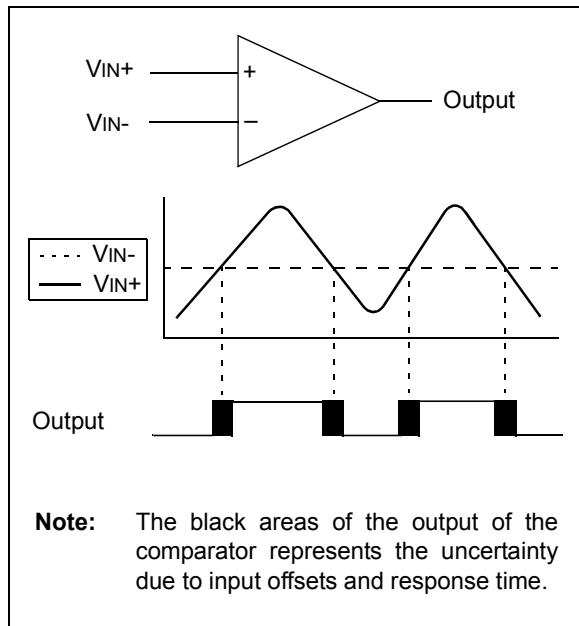 VIN+
+
Output
VIN-
−
VIN-
VIN+
Output
Note: The black areas of the output of the
comparator represents the uncertainty
due to input offsets and response time.